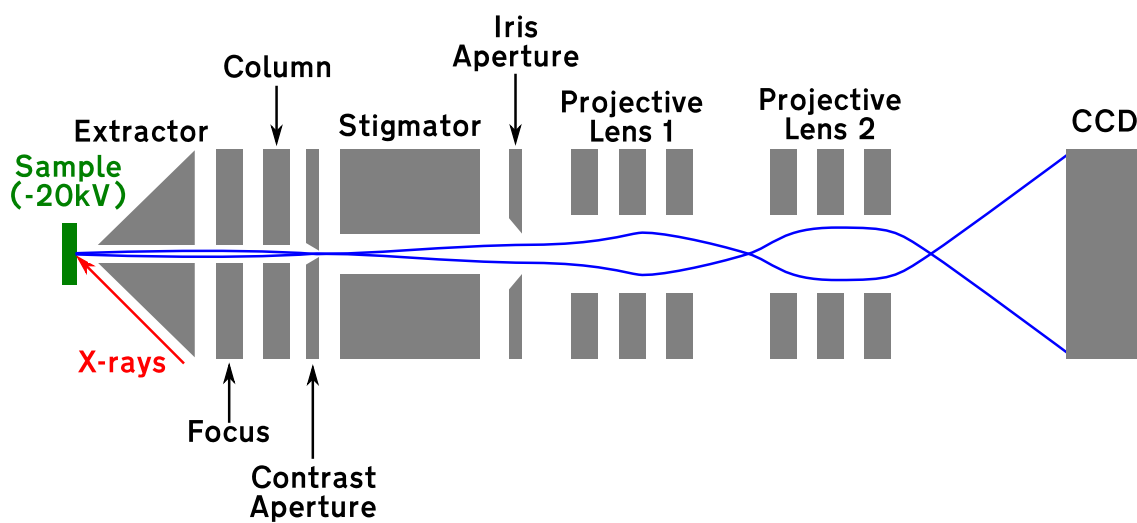 Iris
Aperture
Column
Projective
Lens 1
Projective
Lens 2
CCD
Extractor
Stigmator
Sample
(-20kV)
X-rays
Focus
Contrast
Aperture